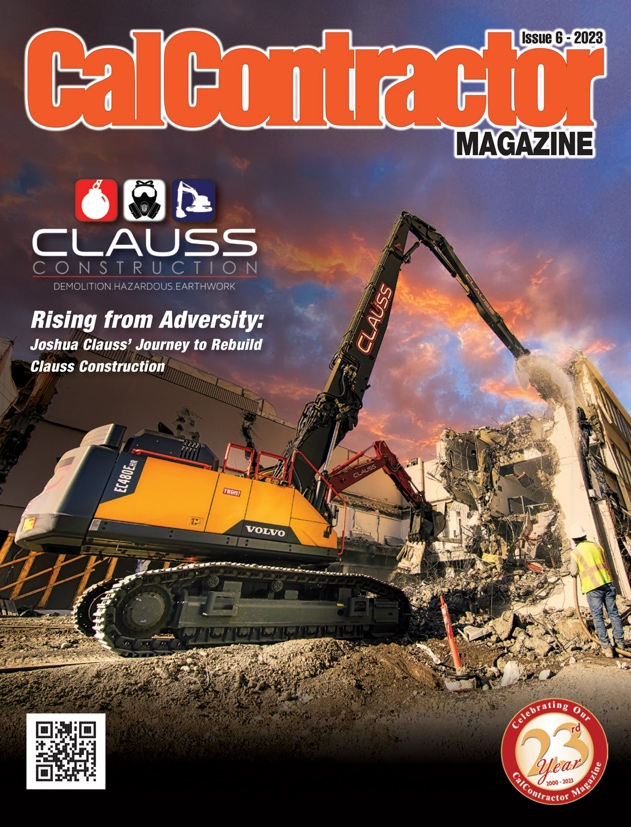 Issue 6 - 2023
CalContractor
MAGAZINE
CLAUSS
CONSTRUCTION
DEMOLITION.HAZARDOUS.EARTHWORK
Rising from Adversity:
Joshua Clauss' Journey to Rebuild
Clauss Construction
CLAUSS
CLAUSS
EC480E
VOLVO
Celebrating Our
23rd
Year
2000 - 2023
CalContractor Magazine